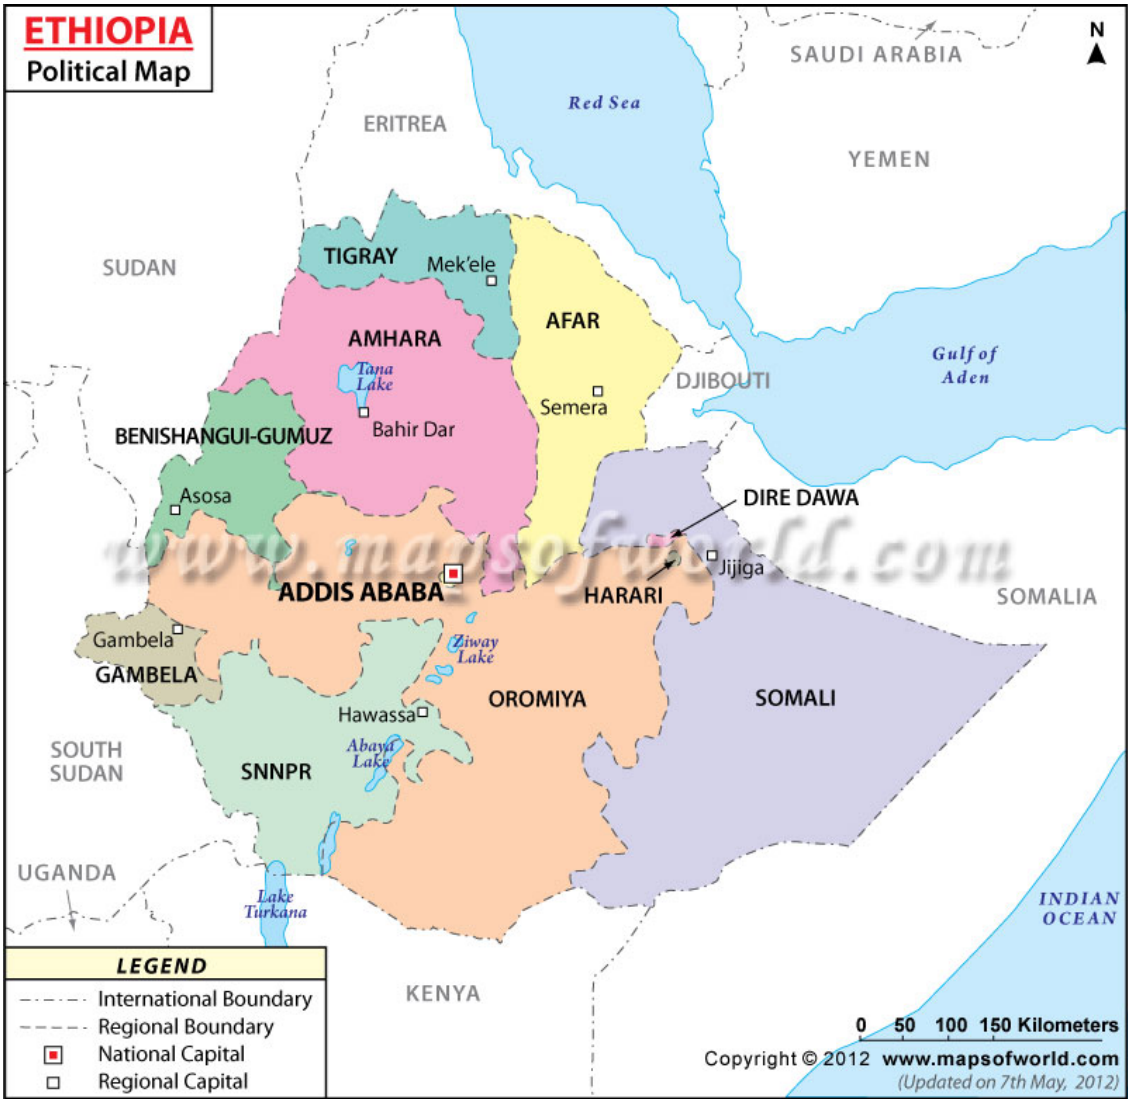 ETHIOPIA
Political Map
N
SAUDI ARABIA
Red Sea
ERITREA
YEMEN
TIGRAY
Mek'ele
SUDAN
AFAR
AMHARA
Tana
Lake
Gulf of
Aden
DJIBOUTI
Semera
Bahir Dar
BENISHANGUI-GUMUZ
Asosa
DIRE DAWA
www.mapsofworld.com
Jijiga
ADDIS ABABA
HARARI
SOMALIA
Gambela
GAMBELA
Ziway
Lake
OROMIYA
SOMALI
Hawassa
Abaya
Lake
SOUTH
SUDAN
SNNPR
UGANDA
Lake
Turkana
INDIAN
OCEAN
KENYA
LEGEND
International Boundary
Regional Boundary
National Capital
Regional Capital
0 50 100 150 Kilometers
Copyright © 2012 www.mapsofworld.com
(Updated on 7th May, 2012)